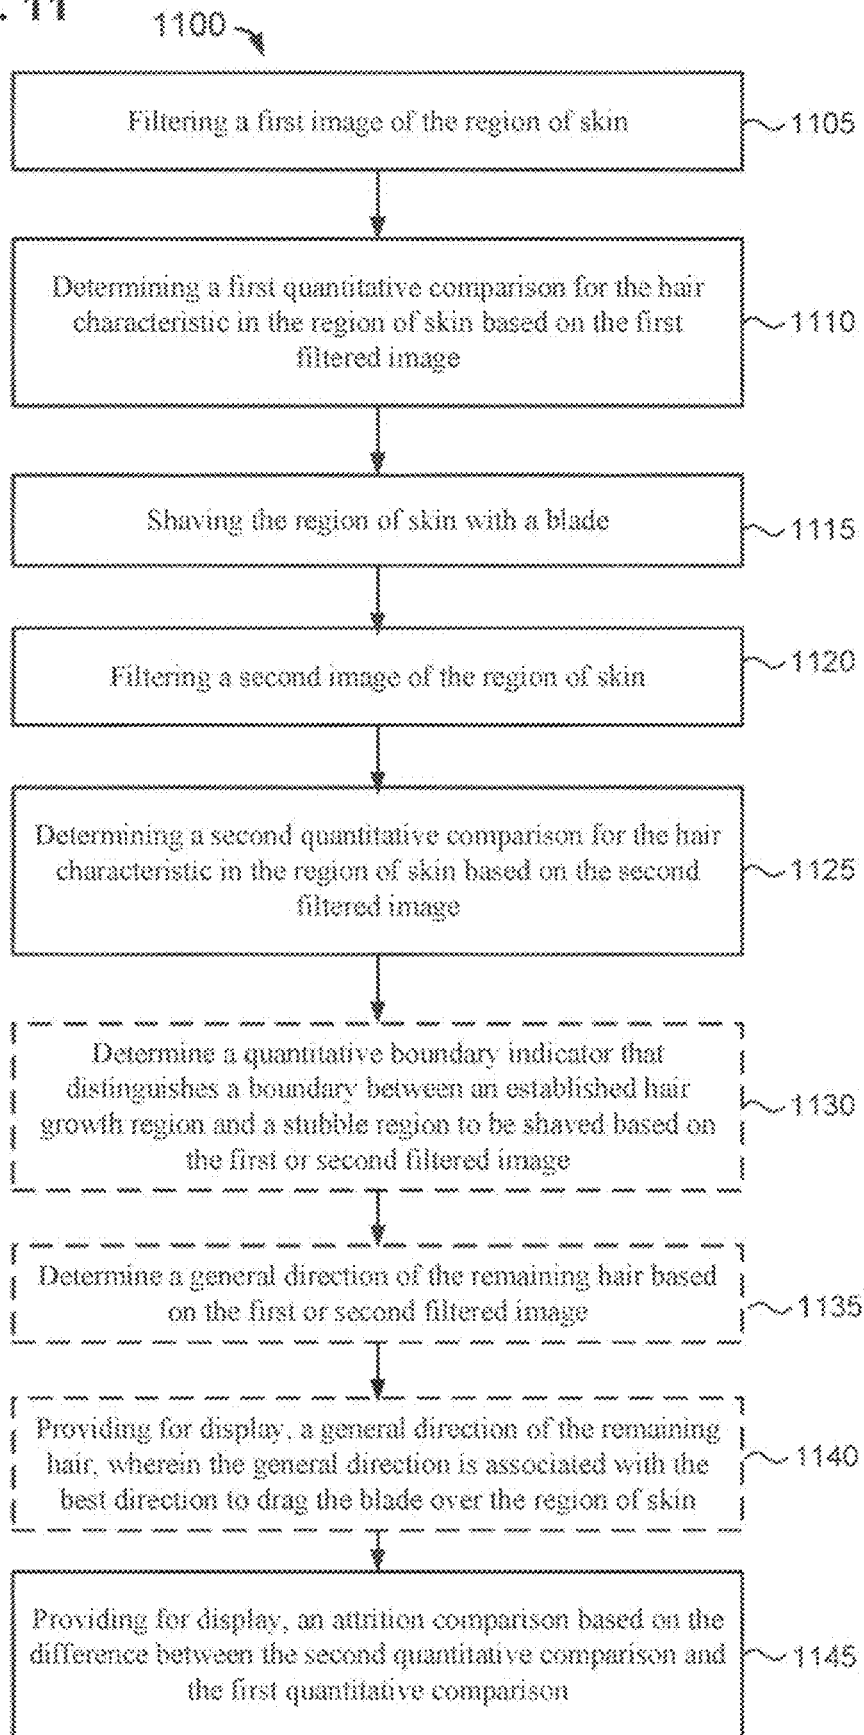 . 11
1100
Filtering a first image of the region of skin
1105
Determining a first quantitative comparison for the hair
characteristic in the region of skin based on the first
filtered image
1110
Shaving the region of skin with a blade
1115
Filtering a second image of the region of skin
1120
Determining a second quantitative comparison for the hair
characteristic in the region of skin based on the second
filtered image
1125
Determine a quantitative boundary indicator that
distinguishes a boundary between an established hair
growth region and a stubble region to be shaved based on
the first or second filtered image
1130
Determine a general direction of the remaining hair based
on the first or second filtered image
1135
Providing for display, a general direction of the remaining
hair, wherein the general direction is associated with the
best direction to drag the blade over the region of skin
1140
Providing for display, an attrition comparison based on the
difference between the second quantitative comparison and
the first quantitative comparison
1145